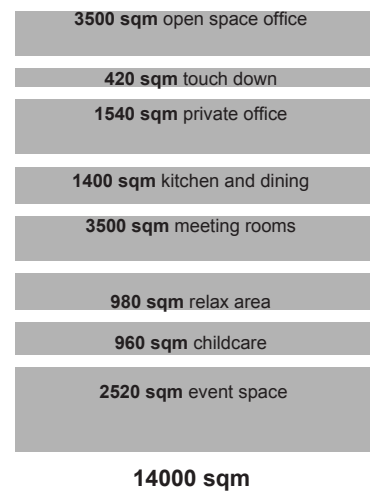 3500 sqm open space office
420 sqm touch down
1540 sqm private office
1400 sqm kitchen and dining
3500 sqm meeting rooms
980 sqm relax area
960 sqm childcare
2520 sqm event space
14000 sqm